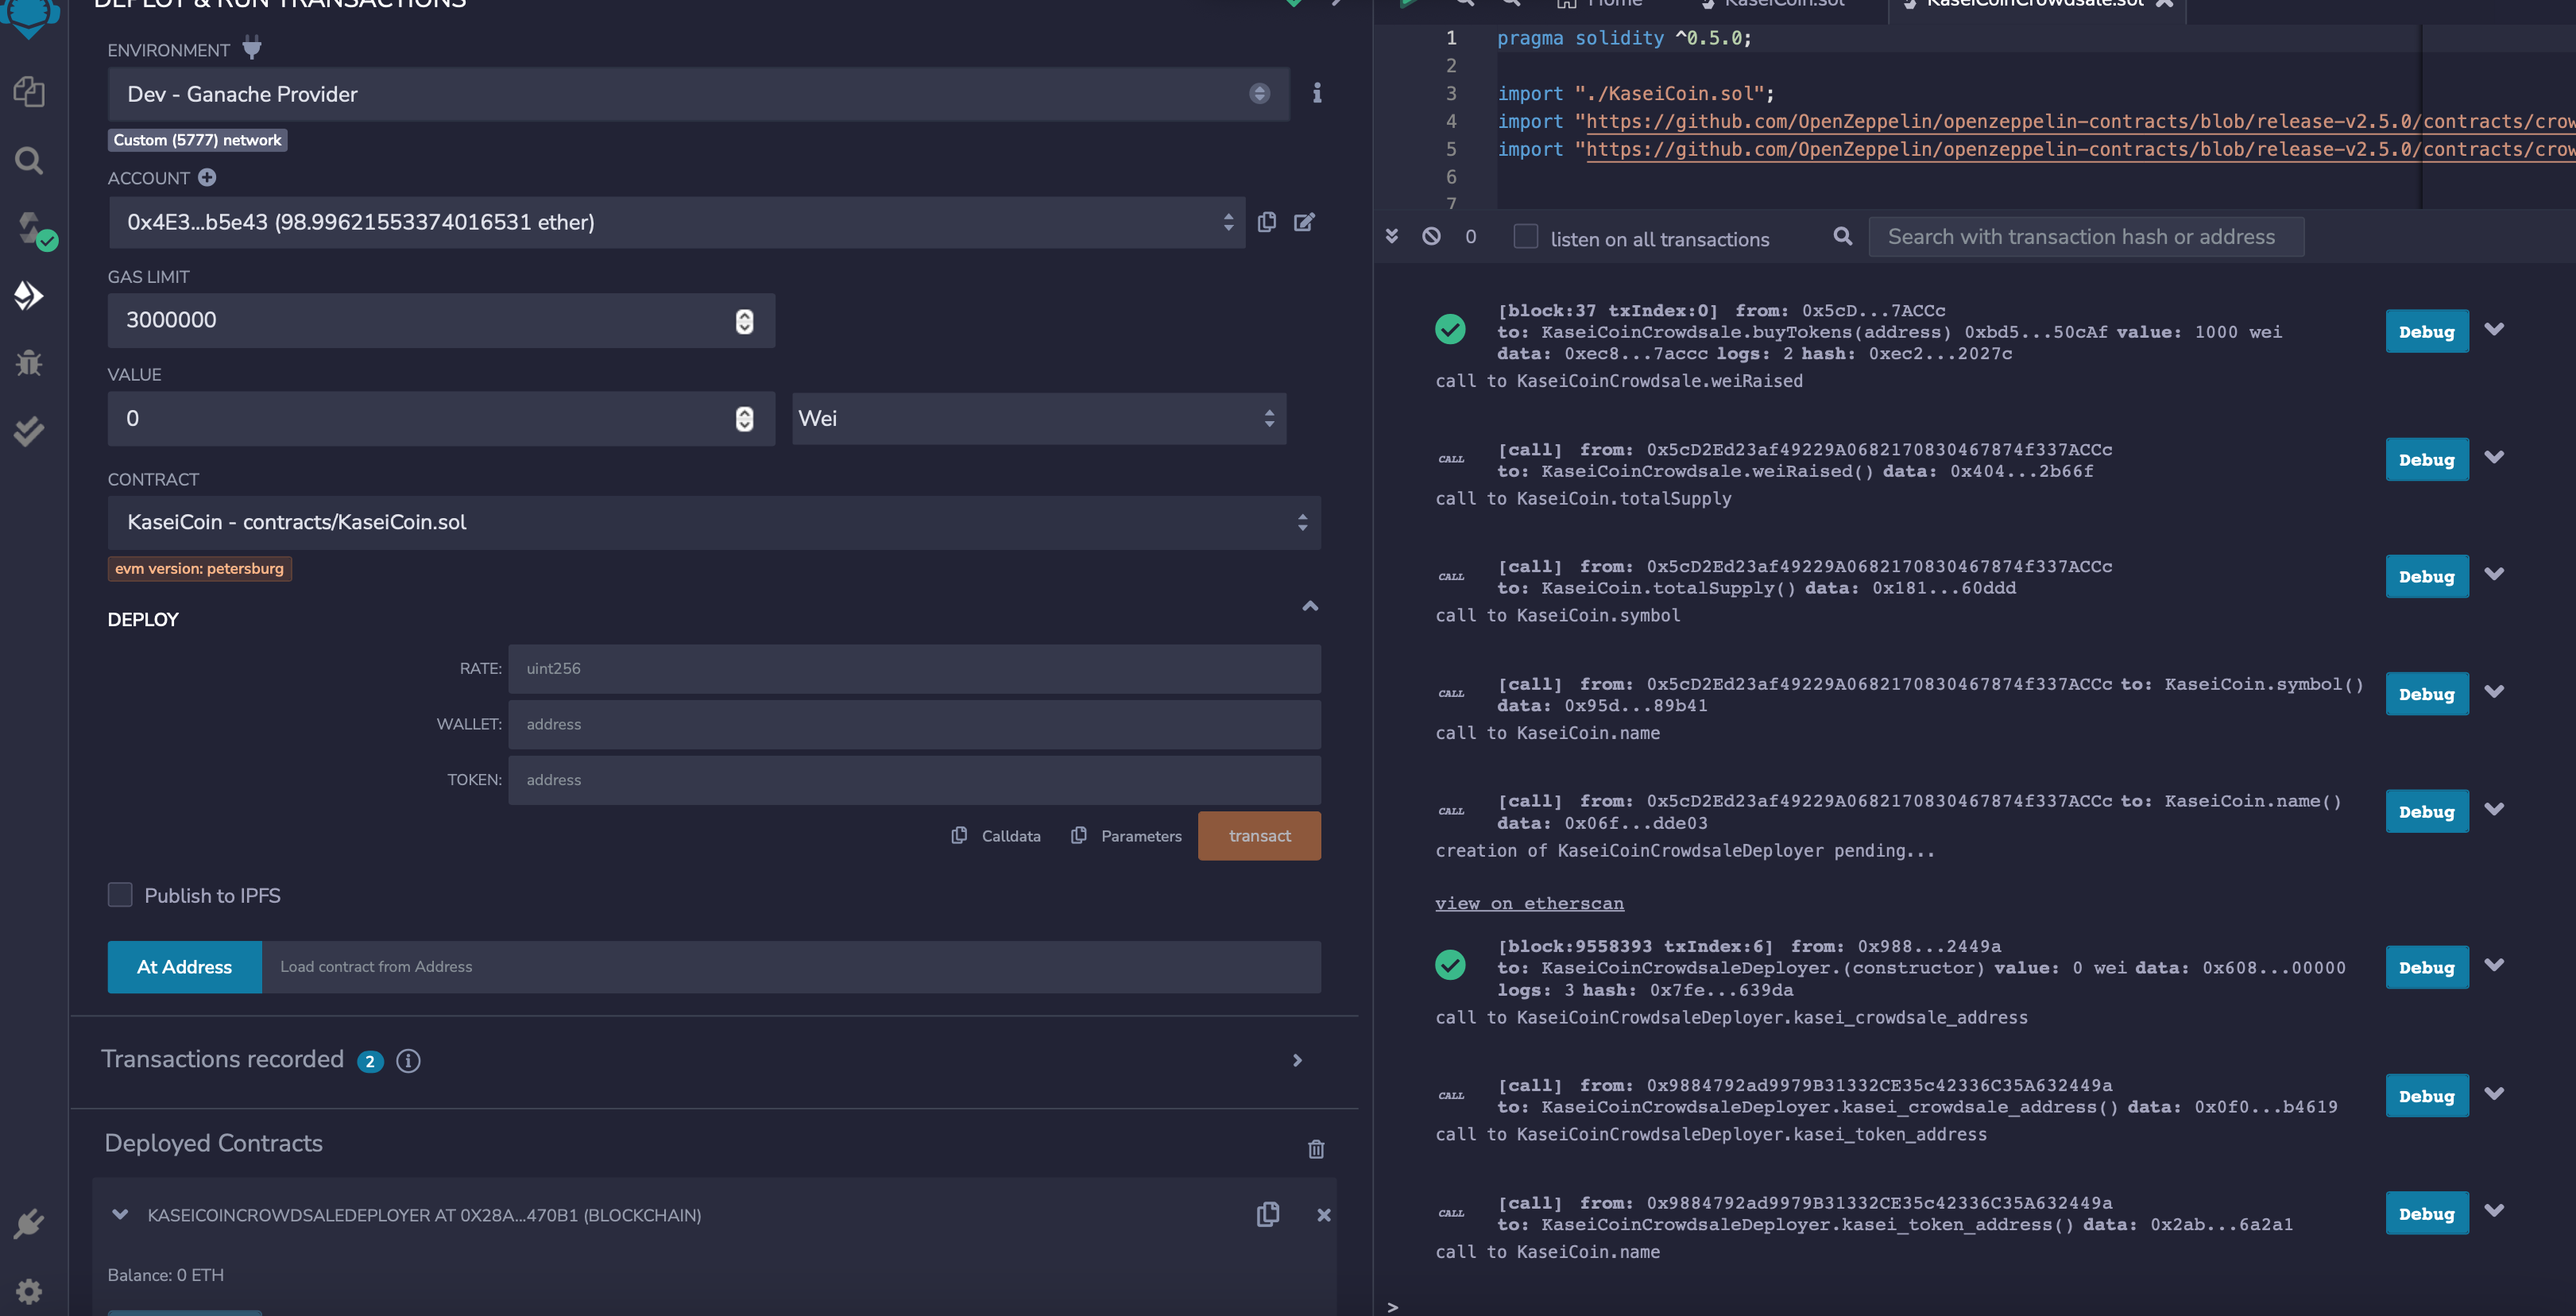 DEPLOY & RUN TRANSACTIONS
ENVIRONMENT
Dev - Ganache Provider
Custom (5777) network
ACCOUNT
0x4E3...b5e43 (98.99621553374016531 ether)
GAS LIMIT
3000000
VALUE
0
Wei
CONTRACT
KaseiCoin - contracts/KaseiCoin.sol
evm version: petersburg
DEPLOY
RATE: uint256
WALLET: address
TOKEN: address
Calldata Parameters transact
Publish to IPFS
At Address Load contract from Address
Transactions recorded 2
Deployed Contracts
KASEICOINCROWDSALEDEPLOYER AT 0X28A...470B1 (BLOCKCHAIN)
Balance: 0 ETH
Home KaseiCoin.sol KaseiCoinCrowdsale.sol
1 pragma solidity ^0.5.0;
2
3 import "./KaseiCoin.sol";
4 import "https://github.com/OpenZeppelin/openzeppelin-contracts/blob/release-v2.5.0/contracts/crow
5 import "https://github.com/OpenZeppelin/openzeppelin-contracts/blob/release-v2.5.0/contracts/crow
6
7
0 listen on all transactions Search with transaction hash or address
[block:37 txIndex:0] from: 0x5cD...7ACCc
to: KaseiCoinCrowdsale.buyTokens(address) 0xbd5...50cAf value: 1000 wei
data: 0xec8...7accc logs: 2 hash: 0xec2...2027c
Debug
call to KaseiCoinCrowdsale.weiRaised
CALL [call] from: 0x5cD2Ed23af49229A0682170830467874f337ACCc
to: KaseiCoinCrowdsale.weiRaised() data: 0x404...2b66f
Debug
call to KaseiCoin.totalSupply
CALL [call] from: 0x5cD2Ed23af49229A0682170830467874f337ACCc
to: KaseiCoin.totalSupply() data: 0x181...60ddd
Debug
call to KaseiCoin.symbol
CALL [call] from: 0x5cD2Ed23af49229A0682170830467874f337ACCc to: KaseiCoin.symbol()
data: 0x95d...89b41
Debug
call to KaseiCoin.name
CALL [call] from: 0x5cD2Ed23af49229A0682170830467874f337ACCc to: KaseiCoin.name()
data: 0x06f...dde03
Debug
creation of KaseiCoinCrowdsaleDeployer pending...
view on etherscan
[block:9558393 txIndex:6] from: 0x988...2449a
to: KaseiCoinCrowdsaleDeployer.(constructor) value: 0 wei data: 0x608...00000
logs: 3 hash: 0x7fe...639da
Debug
call to KaseiCoinCrowdsaleDeployer.kasei_crowdsale_address
CALL [call] from: 0x9884792ad9979B31332CE35c42336C35A632449a
to: KaseiCoinCrowdsaleDeployer.kasei_crowdsale_address() data: 0x0f0...b4619
Debug
call to KaseiCoinCrowdsaleDeployer.kasei_token_address
CALL [call] from: 0x9884792ad9979B31332CE35c42336C35A632449a
to: KaseiCoinCrowdsaleDeployer.kasei_token_address() data: 0x2ab...6a2a1
Debug
call to KaseiCoin.name
>